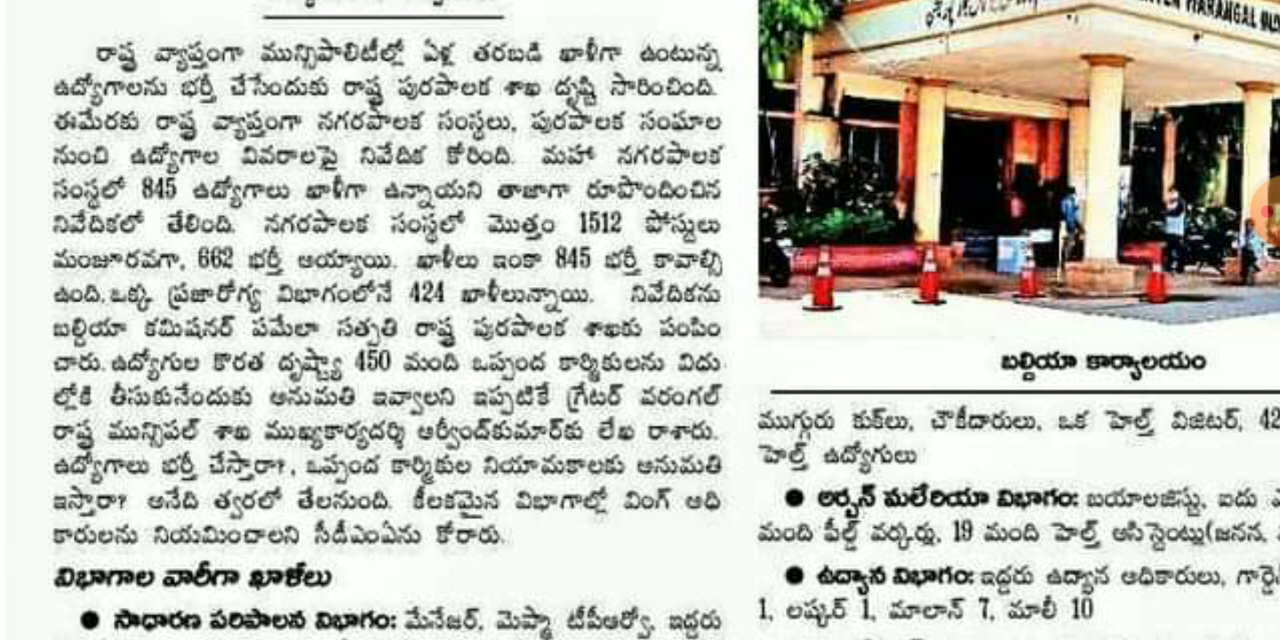 రాష్ట్ర వ్యాప్తంగా మున్సిపాలిటీల్లో ఏళ్ల తరబడి ఖాళీగా ఉంటున్న
ఉద్యోగాలను భర్తీ చేసేందుకు రాష్ట్ర పురపాలక శాఖ దృష్టి సారించింది.
ఈమేరకు రాష్ట్ర వ్యాప్తంగా నగరపాలక సంస్థలు, పురపాలక సంఘాల
నుంచి ఉద్యోగాల వివరాలపై నివేదిక కోరింది. మహా నగరపాలక
సంస్థలో 845 ఉద్యోగాలు ఖాళీగా ఉన్నాయని తాజాగా రూపొందించిన
నివేదికలో తేలింది. నగరపాలక సంస్థలో మొత్తం 1512 పోస్టులు
మంజూరవగా, 662 భర్తీ అయ్యాయి. ఖాళీలు ఇంకా 845 భర్తీ కావాల్సి
ఉంది. ఒక్క ప్రజారోగ్య విభాగంలోనే 424 ఖాళీలున్నాయి. నివేదికను
బల్దియా కమిషనర్ పమేలా సత్పతి రాష్ట్ర పురపాలక శాఖకు పంపిం
చారు. ఉద్యోగుల కొరత దృష్ట్యా 450 మంది ఒప్పంద కార్మికులను విధు
ల్లోకి తీసుకునేందుకు అనుమతి ఇవ్వాలని ఇప్పటికే గ్రేటర్ వరంగల్
రాష్ట్ర మున్సిపల్ శాఖ ముఖ్యకార్యదర్శి అర్వింద్‌కుమార్‌కు లేఖ రాశారు.
ఉద్యోగాలు భర్తీ చేస్తారా?, ఒప్పంద కార్మికుల నియామకాలకు అనుమతి
ఇస్తారా? అనేది త్వరలో తేలనుంది. కీలకమైన విభాగాల్లో వింగ్ అధి
కారులను నియమించాలని సీడీఎంఏను కోరారు.
విభాగాల వారీగా ఖాళీలు
● సాధారణ పరిపాలన విభాగం: మేనేజర్, మెప్మా టీపీఆర్వో, ఇద్దరు
WARANGAL
బల్దియా కార్యాలయం
ముగ్గురు కుక్‌లు, చౌకీదారులు, ఒక హెల్త్ విజిటర్, 42
హెల్త్ ఉద్యోగులు
● అర్బన్ మలేరియా విభాగం: బయాలజిస్టు, ఐదు
మంది ఫీల్డ్ వర్కర్లు, 19 మంది హెల్త్ అసిస్టెంట్లు(జనన,
● ఉద్యాన విభాగం: ఇద్దరు ఉద్యాన అధికారులు, గార్డె
1, లష్కర్ 1, మాలాన్ 7, మాలీ 10